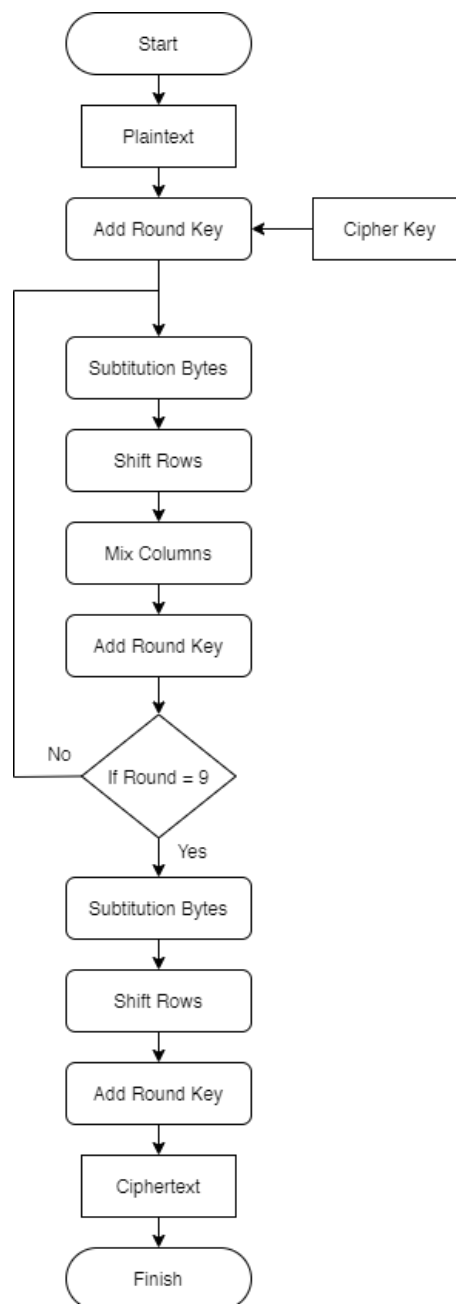 Start
Plaintext
Add Round Key
Cipher Key
Subtitution Bytes
Shift Rows
Mix Columns
Add Round Key
No
If Round = 9
Yes
Subtitution Bytes
Shift Rows
Add Round Key
Ciphertext
Finish